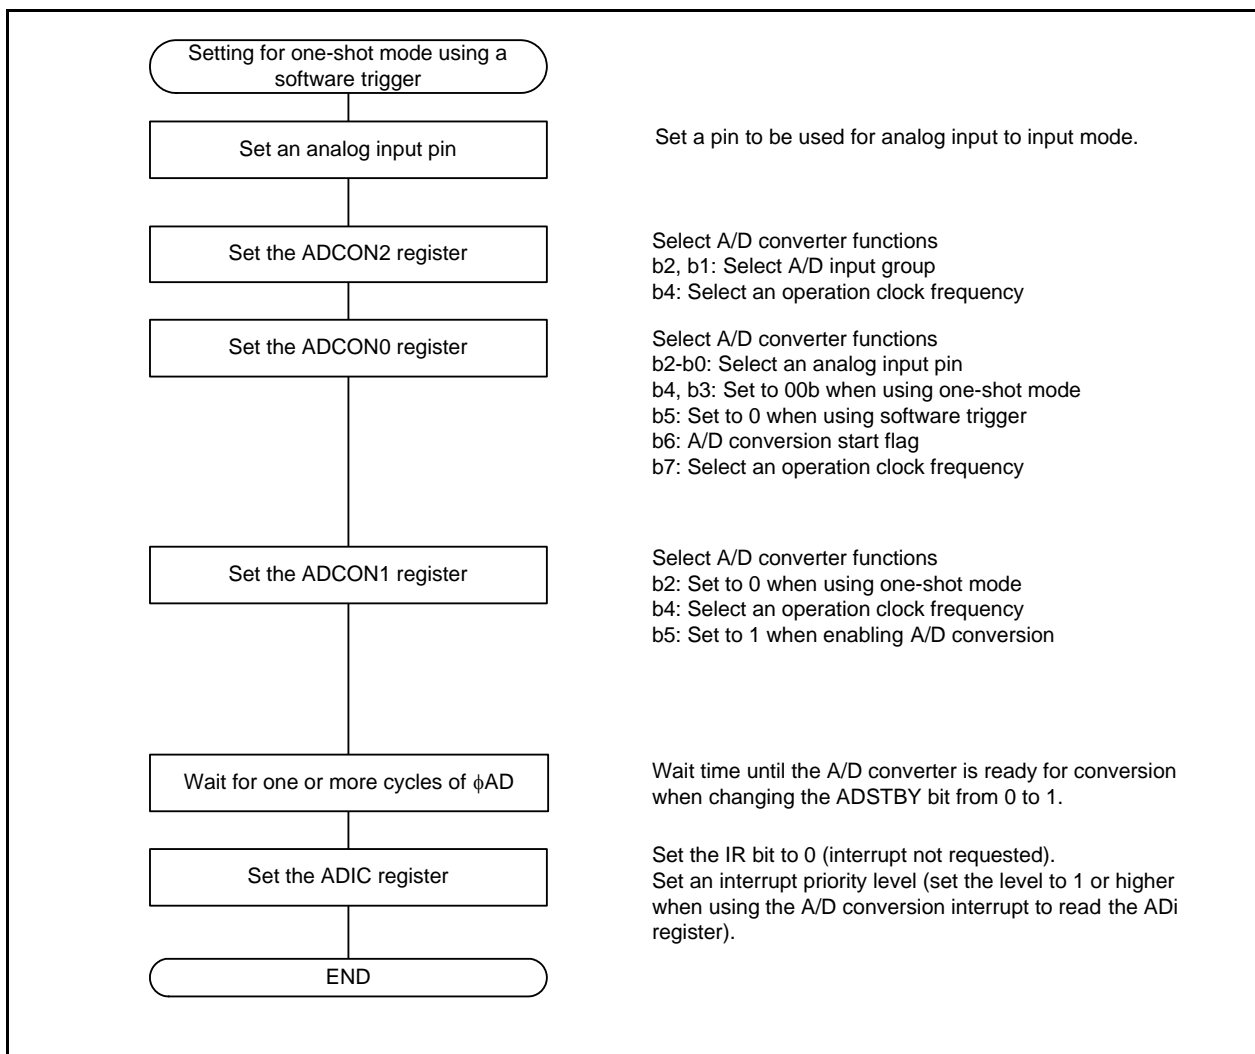 Setting for one-shot mode using a
software trigger
Set an analog input pin
Set a pin to be used for analog input to input mode.
Set the ADCON2 register
Select A/D converter functions
b2, b1: Select A/D input group
b4: Select an operation clock frequency
Set the ADCON0 register
Select A/D converter functions
b2-b0: Select an analog input pin
b4, b3: Set to 00b when using one-shot mode
b5: Set to 0 when using software trigger
b6: A/D conversion start flag
b7: Select an operation clock frequency
Set the ADCON1 register
Select A/D converter functions
b2: Set to 0 when using one-shot mode
b4: Select an operation clock frequency
b5: Set to 1 when enabling A/D conversion
Wait for one or more cycles of ϕAD
Wait time until the A/D converter is ready for conversion
when changing the ADSTBY bit from 0 to 1.
Set the ADIC register
Set the IR bit to 0 (interrupt not requested).
Set an interrupt priority level (set the level to 1 or higher
when using the A/D conversion interrupt to read the ADi
register).
END